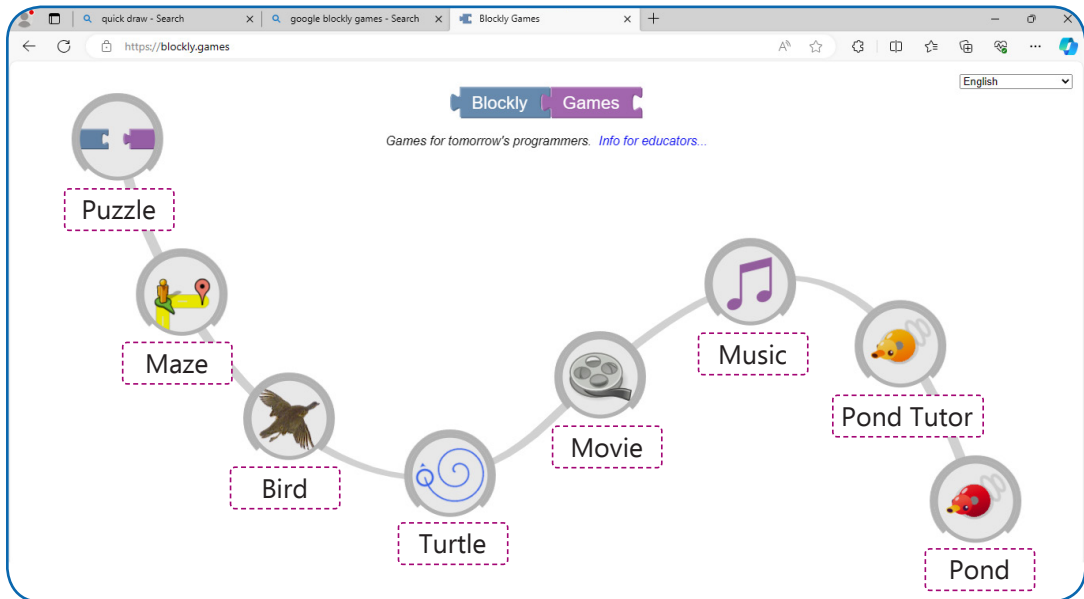 quick draw - Search
google blockly games - Search
Blockly Games
https://blockly.games
English
Blockly Games
Games for tomorrow's programmers. Info for educators...
Puzzle
Maze
Bird
Turtle
Movie
Music
Pond Tutor
Pond